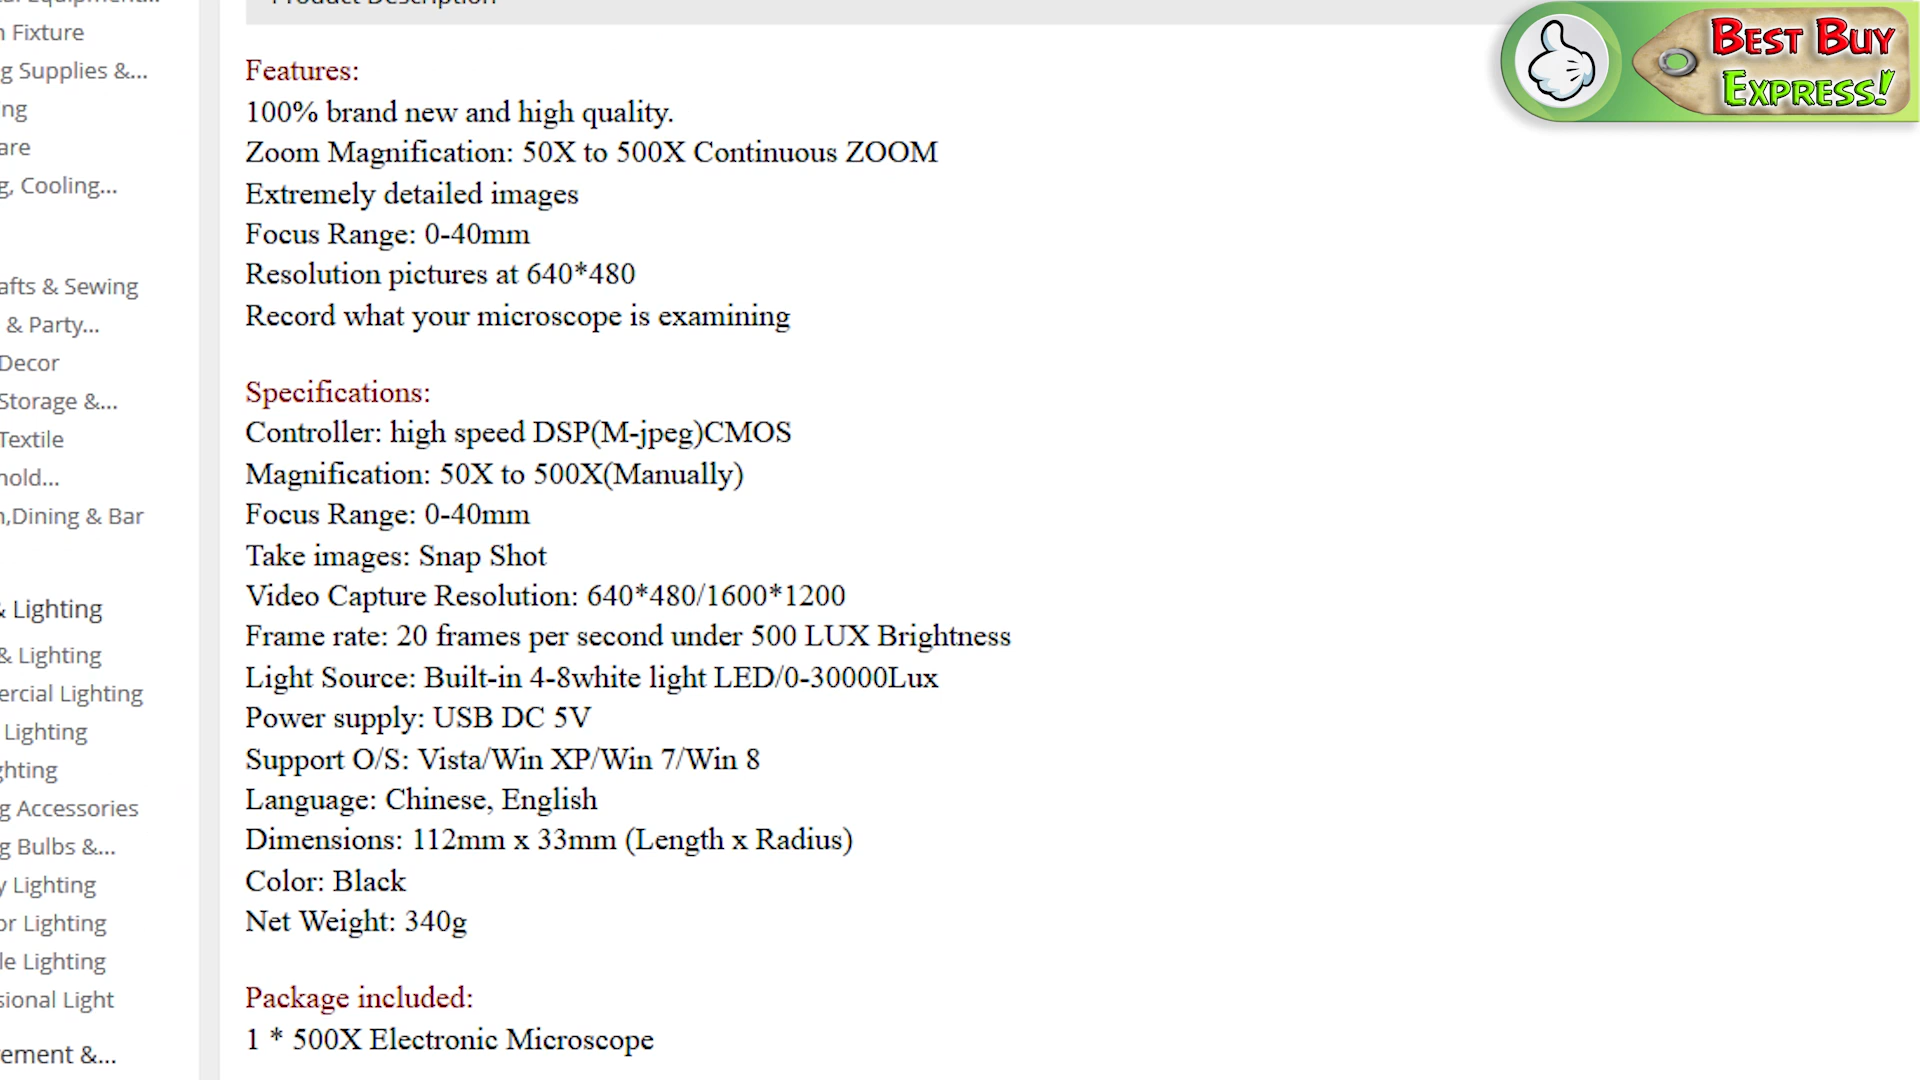 Product Description
Fixture
g Supplies &...
ng
are
g, Cooling...
afts & Sewing
& Party...
Decor
Storage &...
Textile
hold...
n,Dining & Bar
& Lighting
& Lighting
ercial Lighting
Lighting
ghting
g Accessories
g Bulbs &...
y Lighting
or Lighting
le Lighting
sional Light
rement &...
Features:
100% brand new and high quality.
Zoom Magnification: 50X to 500X Continuous ZOOM
Extremely detailed images
Focus Range: 0-40mm
Resolution pictures at 640*480
Record what your microscope is examining
Specifications:
Controller: high speed DSP(M-jpeg)CMOS
Magnification: 50X to 500X(Manually)
Focus Range: 0-40mm
Take images: Snap Shot
Video Capture Resolution: 640*480/1600*1200
Frame rate: 20 frames per second under 500 LUX Brightness
Light Source: Built-in 4-8white light LED/0-30000Lux
Power supply: USB DC 5V
Support O/S: Vista/Win XP/Win 7/Win 8
Language: Chinese, English
Dimensions: 112mm x 33mm (Length x Radius)
Color: Black
Net Weight: 340g
Package included:
1 * 500X Electronic Microscope
BEST BUY
EXPRESS!